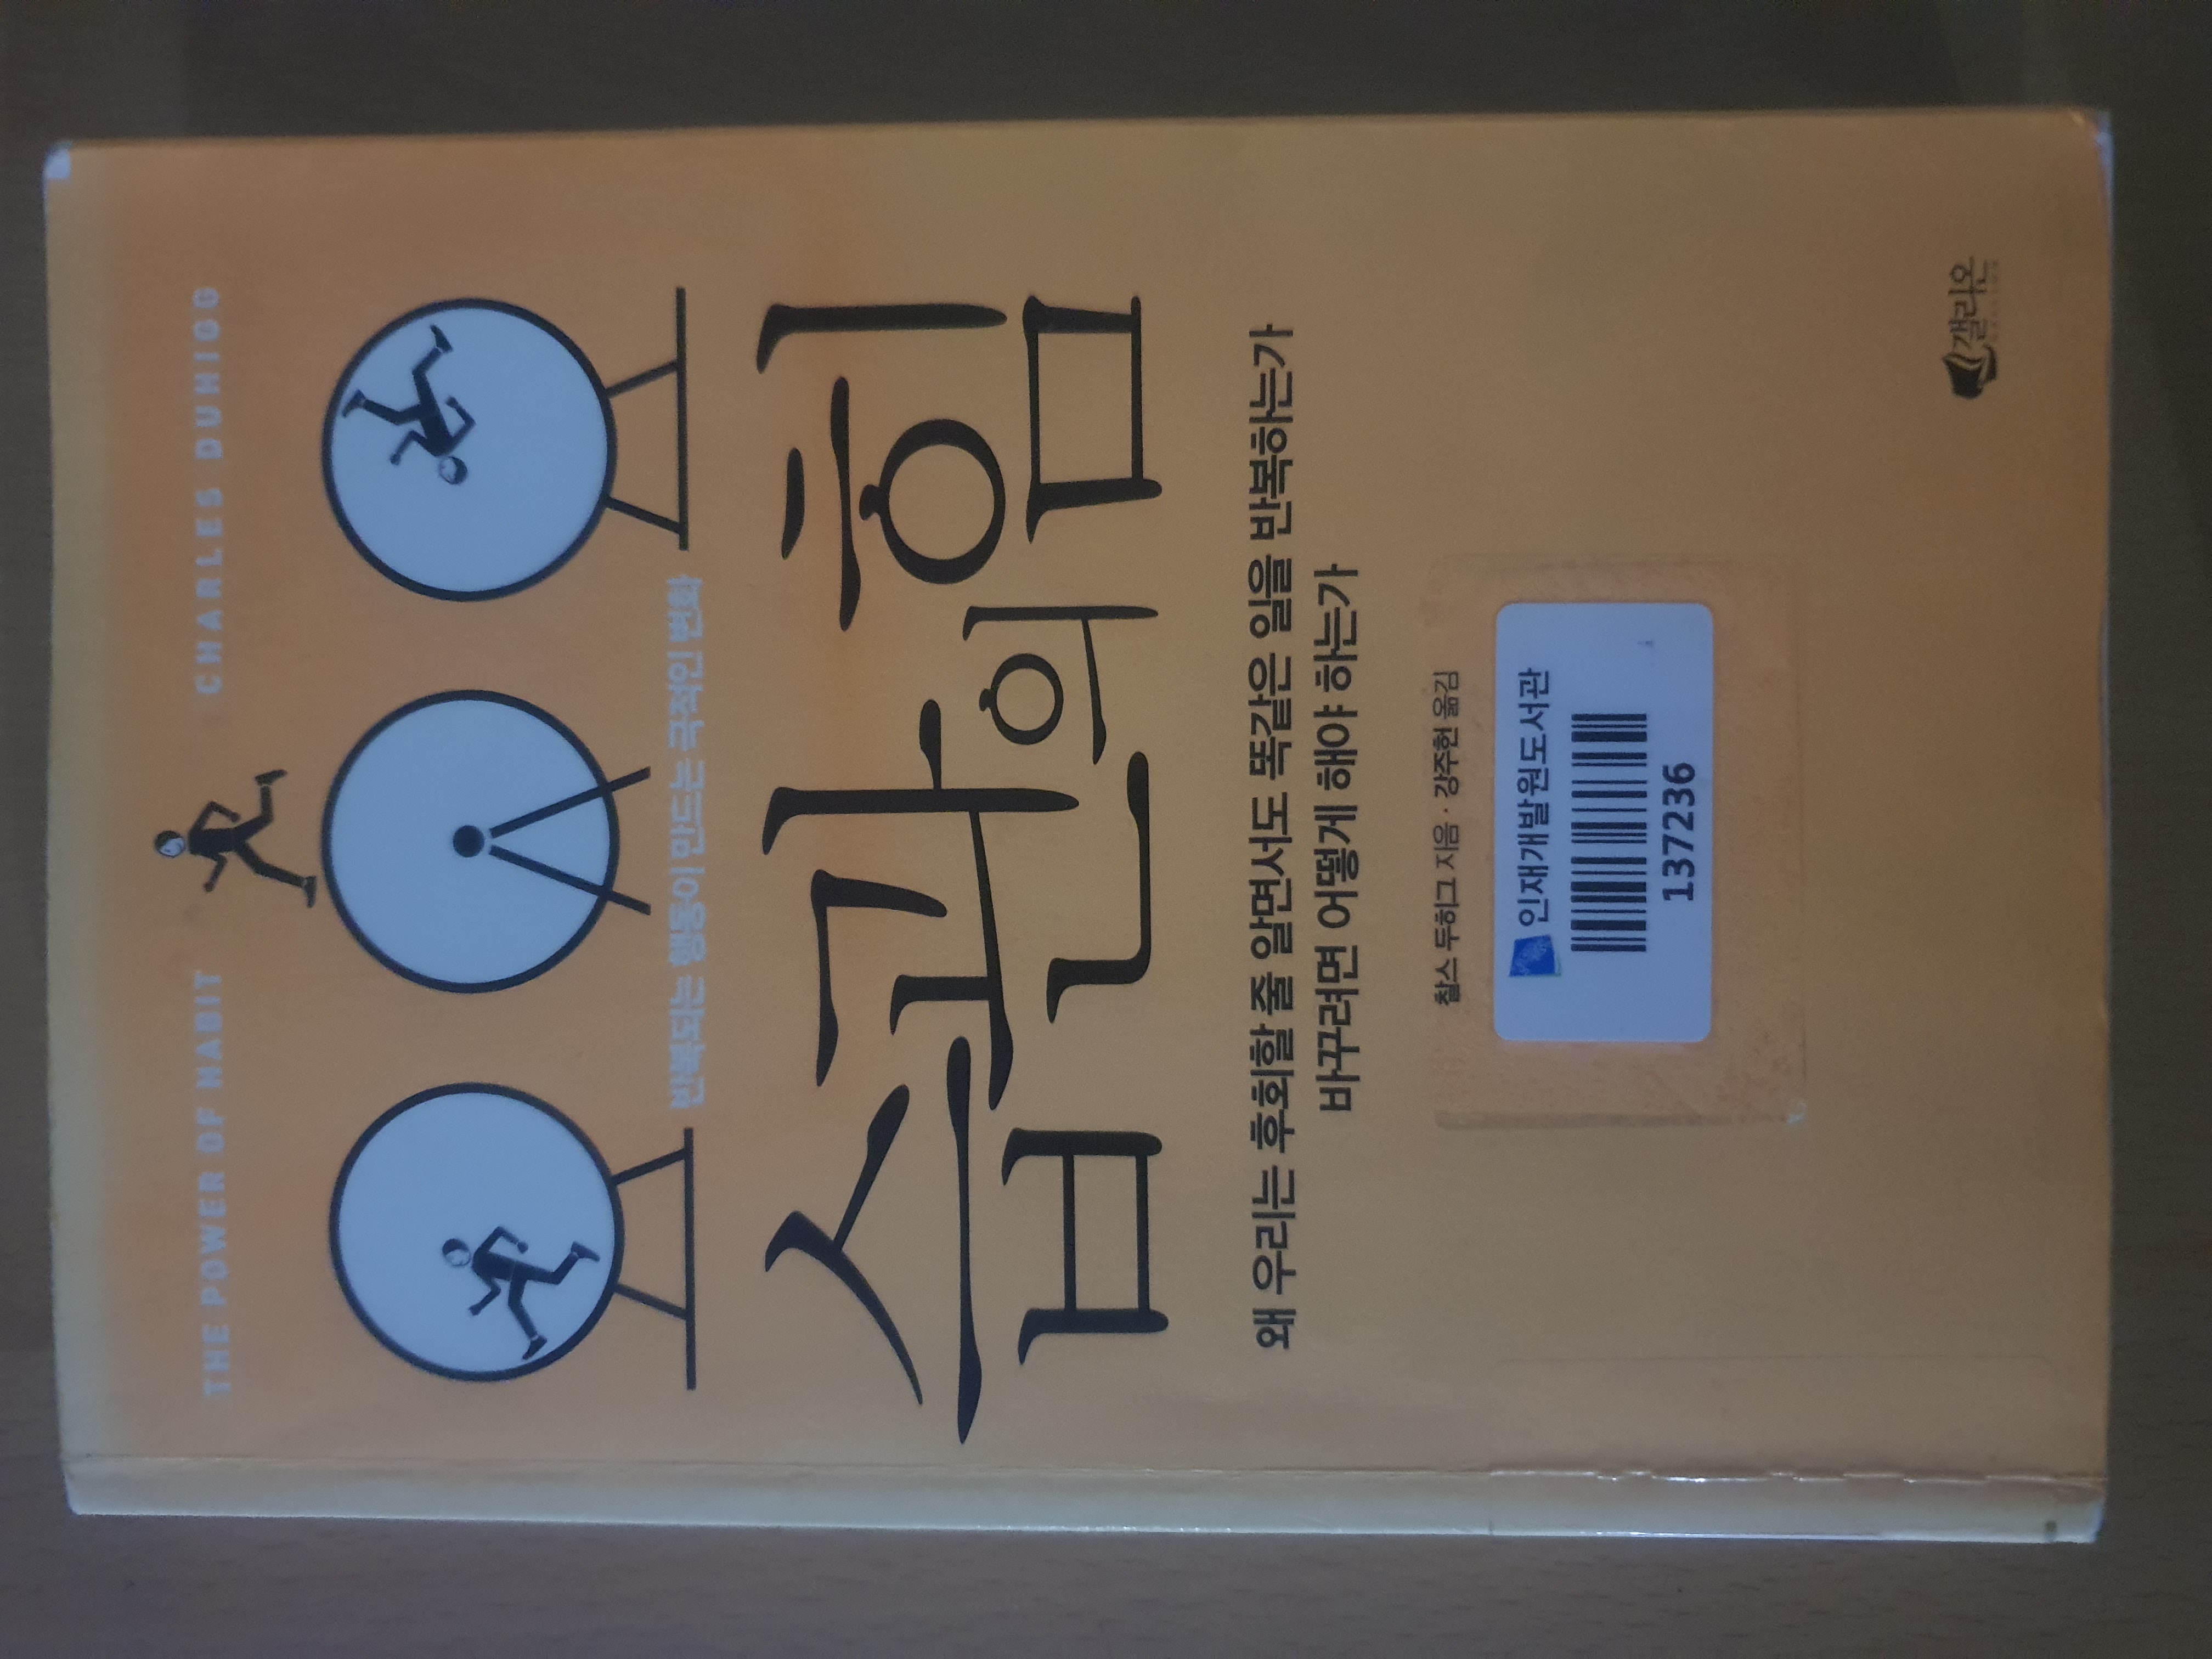 THE POWER OF HABIT CHARLES DUHIGG
반복되는 행동이 만드는 극적인 변화
습관의 힘
왜 우리는 후회할 줄 알면서도 똑같은 일을 반복하는가
바꾸려면 어떻게 해야 하는가
찰스 두히그 지음 · 강주헌 옮김
인재개발원도서관
137236
갤리온